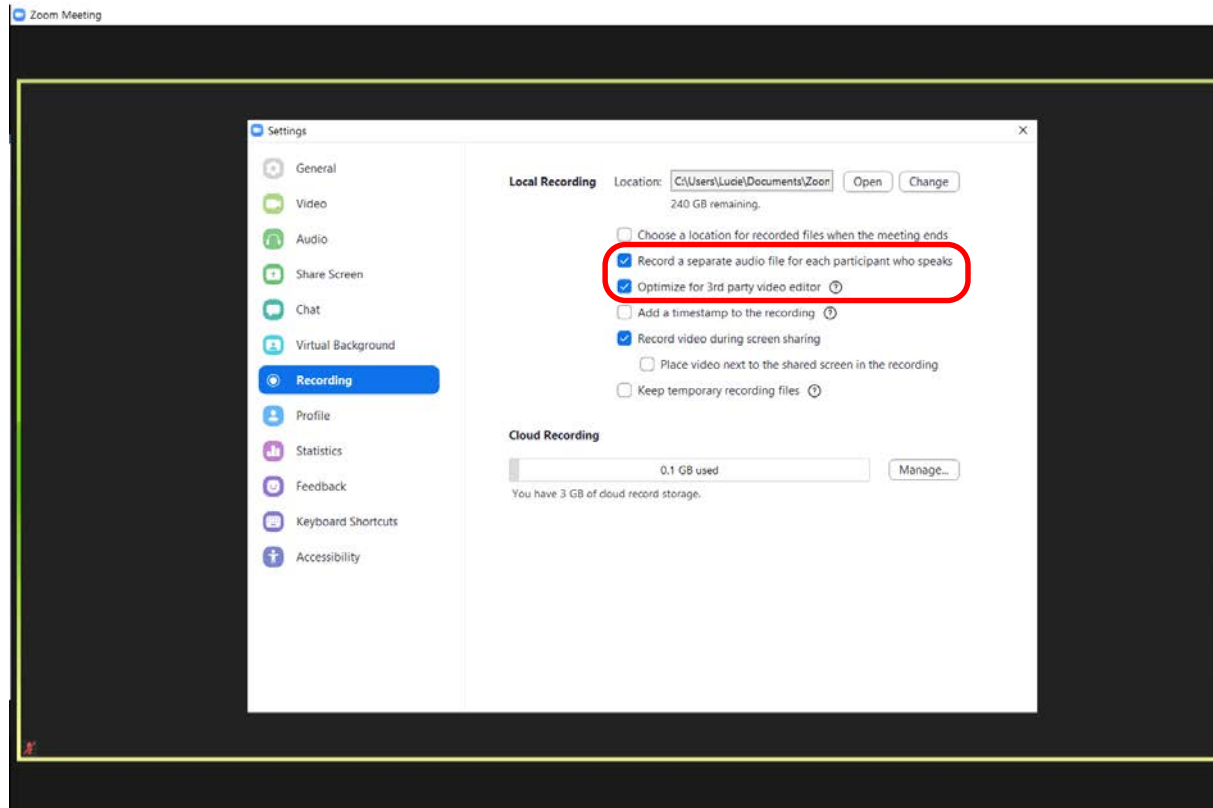 Zoom Meeting
Settings
General
Video
Audio
Share Screen
Chat
Virtual Background
Recording
Profile
Statistics
Feedback
Keyboard Shortcuts
Accessibility
Local Recording Location: C:\Users\Lucie\Documents\Zoor Open Change
240 GB remaining.
Choose a location for recorded files when the meeting ends
Record a separate audio file for each participant who speaks
Optimize for 3rd party video editor
Add a timestamp to the recording
Record video during screen sharing
Place video next to the shared screen in the recording
Keep temporary recording files
Cloud Recording
0.1 GB used Manage...
You have 3 GB of cloud record storage.